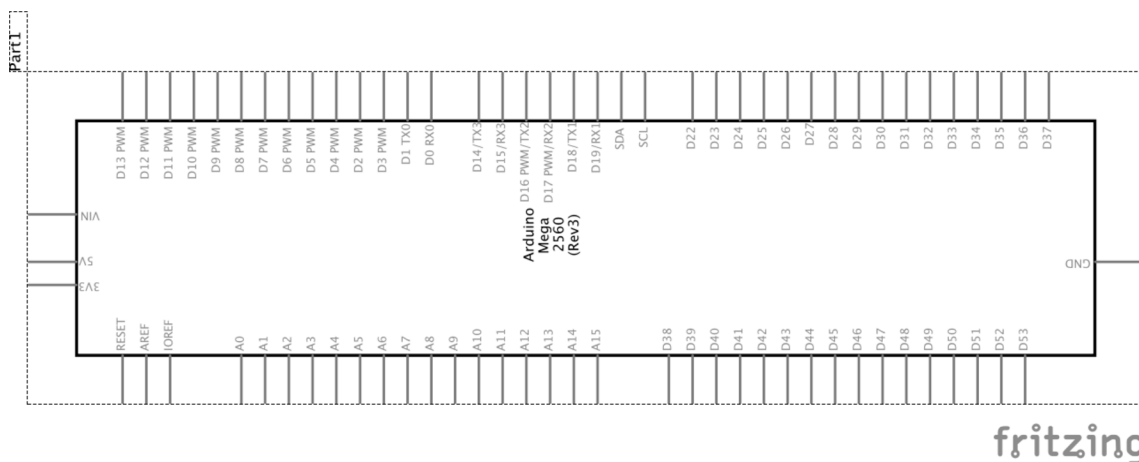 Part1
D13 PWM
D12 PWM
D11 PWM
D10 PWM
D9 PWM
D8 PWM
D7 PWM
D6 PWM
D5 PWM
D4 PWM
D2 PWM
D3 PWM
D1 TX0
D0 RX0
D14/TX3
D15/RX3
D16 PWM/TX2
D17 PWM/RX2
D18/TX1
D19/RX1
SDA
SCL
D22
D23
D24
D25
D26
D27
D28
D29
D30
D31
D32
D33
D34
D35
D36
D37
VIN
5V
3V3
Arduino
Mega
2560
(Rev3)
GND
RESET
AREF
IOREF
A0
A1
A2
A3
A4
A5
A6
A7
A8
A9
A10
A11
A12
A13
A14
A15
D38
D39
D40
D41
D42
D43
D44
D45
D46
D47
D48
D49
D50
D51
D52
D53
fritzing